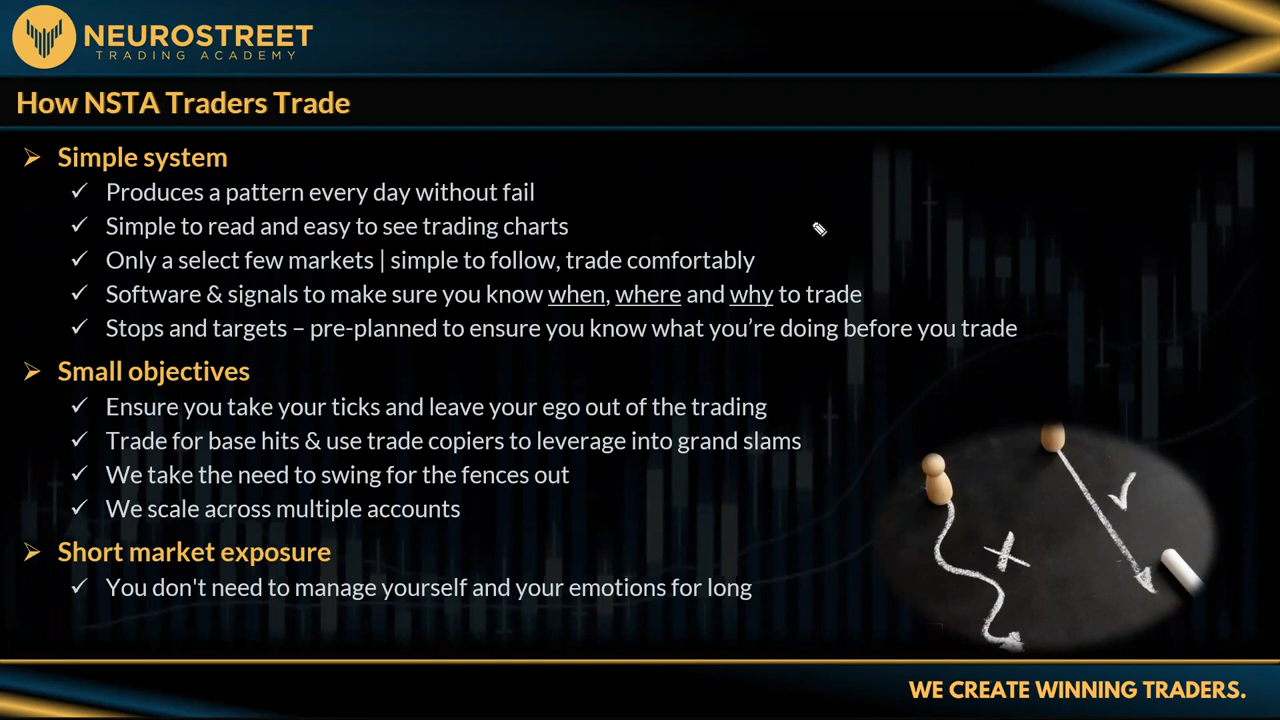 NEUROSTREET
TRADING ACADEMY
How NSTA Traders Trade
Simple system
Produces a pattern every day without fail
Simple to read and easy to see trading charts
Only a select few markets | simple to follow, trade comfortably
Software & signals to make sure you know when, where and why to trade
Stops and targets – pre-planned to ensure you know what you’re doing before you trade
Small objectives
Ensure you take your ticks and leave your ego out of the trading
Trade for base hits & use trade copiers to leverage into grand slams
We take the need to swing for the fences out
We scale across multiple accounts
Short market exposure
You don't need to manage yourself and your emotions for long
WE CREATE WINNING TRADERS.